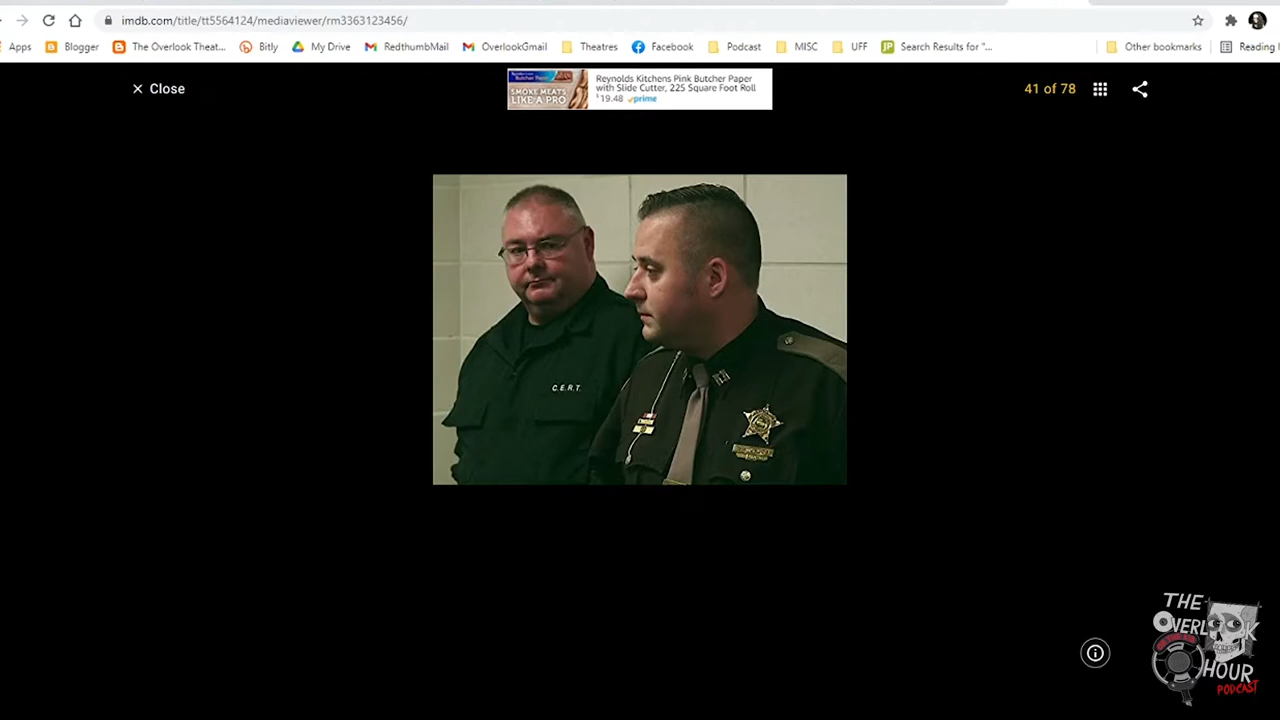 imdb.com/title/tt5564124/mediaviewer/rm3363123456/
Apps Blogger The Overlook Theat... Bitly My Drive RedthumbMail OverlookGmail Theatres Facebook Podcast MISC UFF Search Results for "... Other bookmarks Reading
Close
SMOKE MEATS
LIKE A PRO
Reynolds Kitchens Pink Butcher Paper
with Slide Cutter, 225 Square Foot Roll
$19.48 prime
41 of 78
C.E.R.T.
THE
OVERLOOK
HOUR
PODCAST